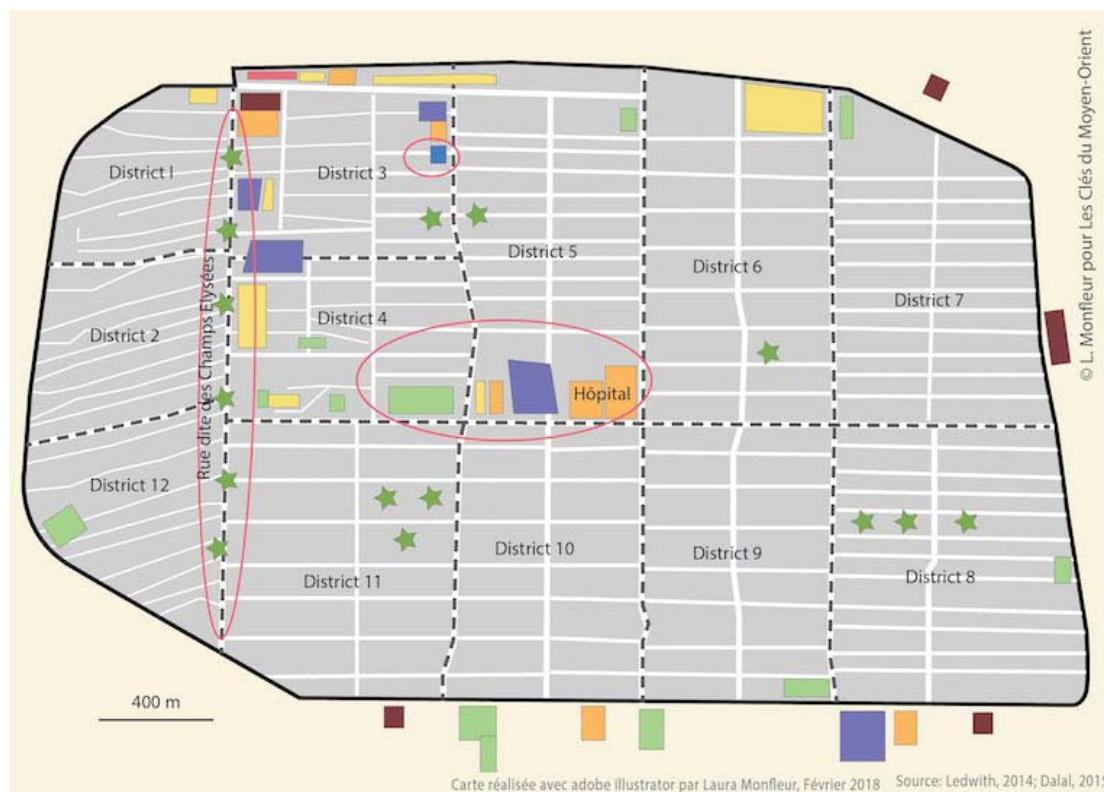 District I
District 3
District 5
District 6
District 7
District 2
District 4
Rue dite des Champs Elysées
Hôpital
District 12
District 11
District 10
District 9
District 8
400 m
© L. Monfleur pour Les Clés du Moyen-Orient
Carte réalisée avec adobe illustrator par Laura Monfleur, Février 2018
Source: Ledwith, 2014; Dalal, 2015